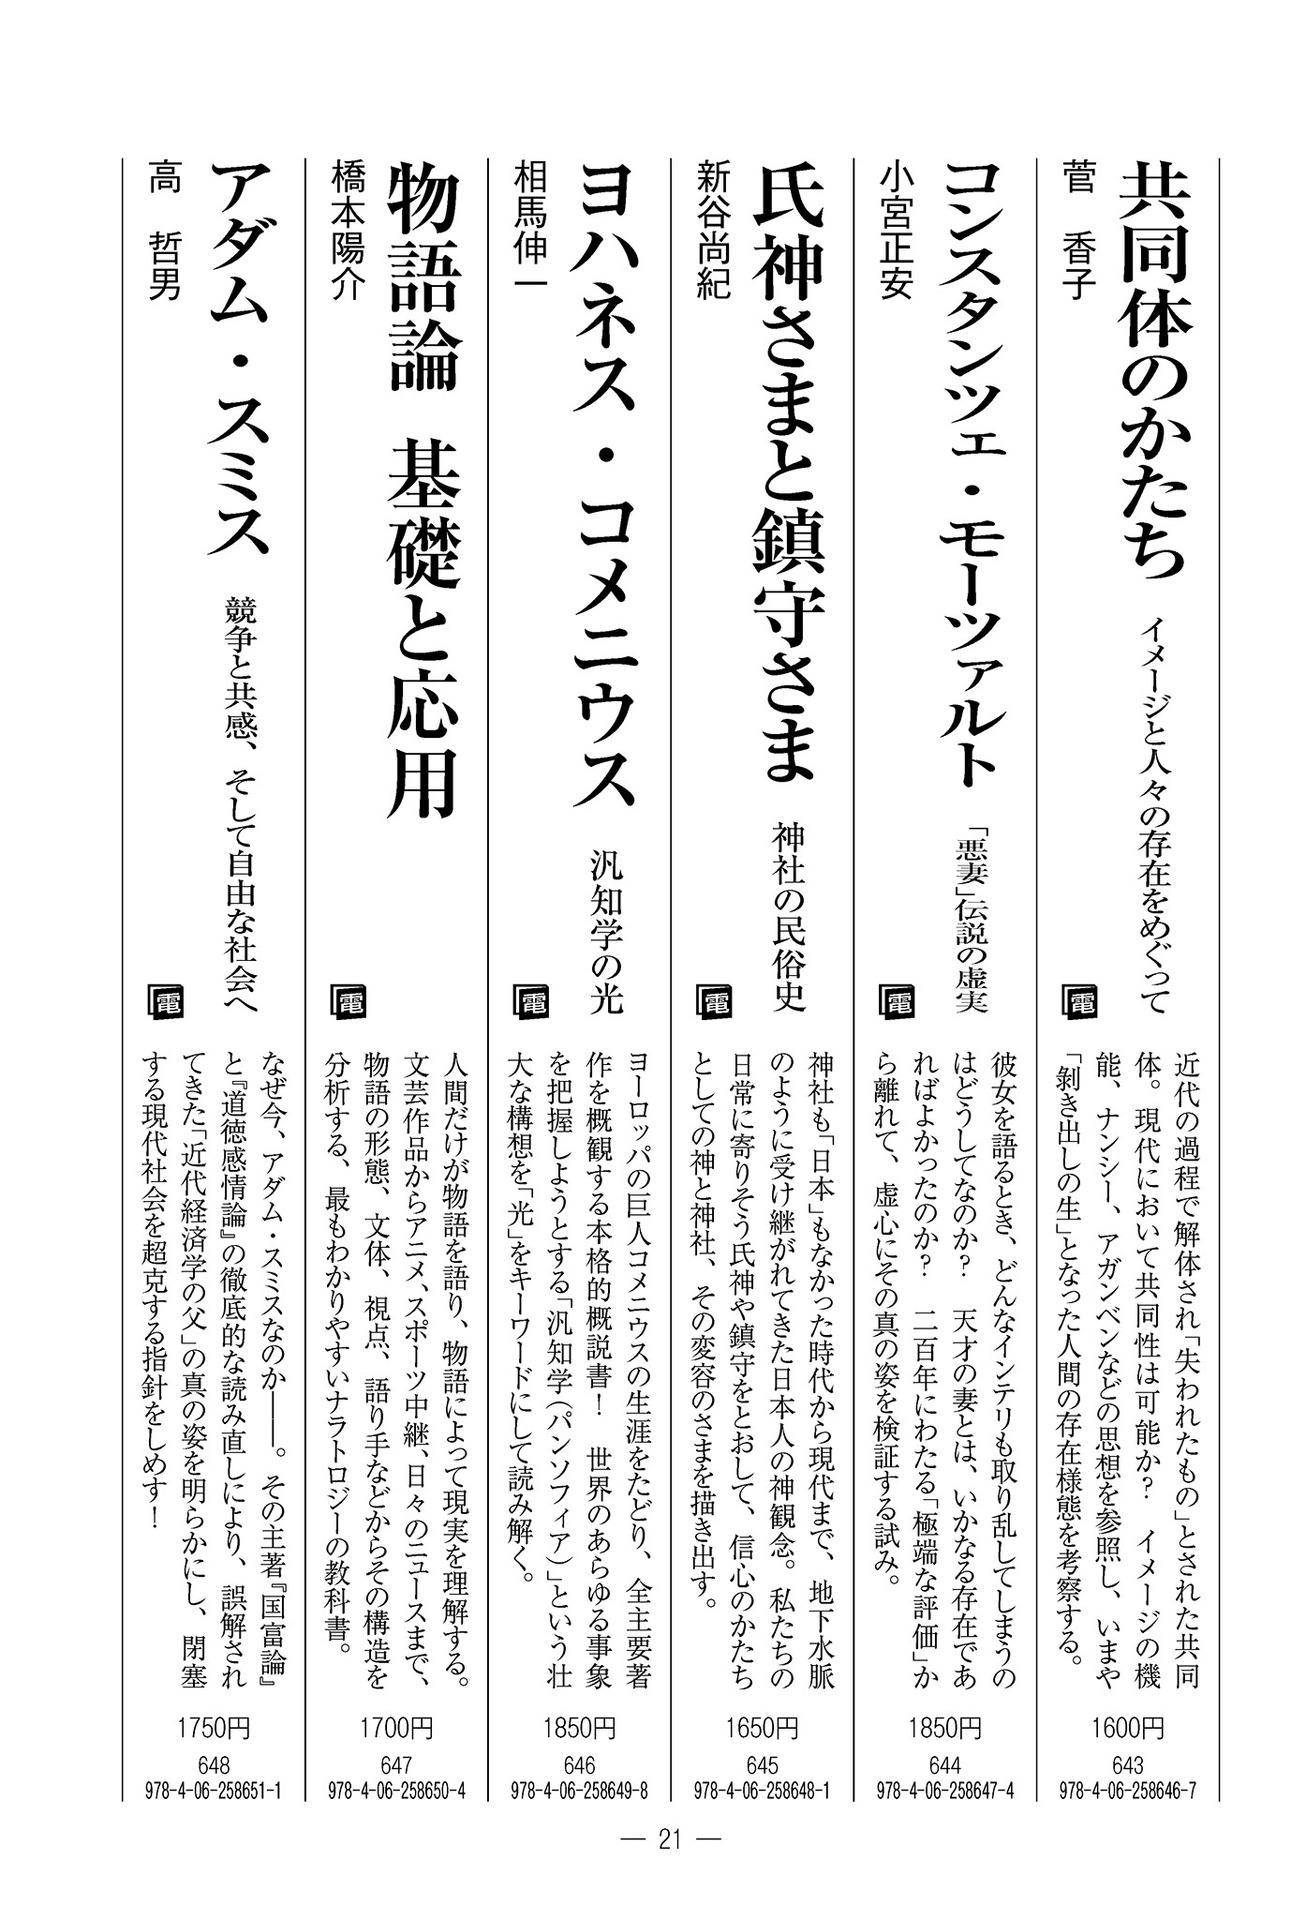 共同体のかたち イメージと人々の存在をめぐって
菅 香子 電
近代の過程で解体され「失われたもの」とされた共同
体。現代において共同性は可能か? イメージの機
能、ナンシー、アガンベンなどの思想を参照し、いまや
「剝き出しの生」となった人間の存在様態を考察する。
1600円
643
978-4-06-258646-7
コンスタンツェ・モーツァルト 「悪妻」伝説の虚実
小宮正安 電
彼女を語るとき、どんなインテリも取り乱してしまうの
はどうしてなのか? 天才の妻とは、いかなる存在であ
ればよかったのか? 二百年にわたる「極端な評価」か
ら離れて、虚心にその真の姿を検証する試み。
1850円
644
978-4-06-258647-4
氏神さまと鎮守さま 神社の民俗史
新谷尚紀 電
神社も「日本」もなかった時代から現代まで、地下水脈
のように受け継がれてきた日本人の神観念。私たちの
日常に寄りそう氏神や鎮守をとおして、信心のかたち
としての神と神社、その変容のさまを描き出す。
1650円
645
978-4-06-258648-1
ヨハネス・コメニウス 汎知学の光
相馬伸一 電
ヨーロッパの巨人コメニウスの生涯をたどり、全主要著
作を概観する本格的概説書! 世界のあらゆる事象
を把握しようとする「汎知学(パンソフィア)」という壮
大な構想を「光」をキーワードにして読み解く。
1850円
646
978-4-06-258649-8
物語論 基礎と応用
橋本陽介 電
人間だけが物語を語り、物語によって現実を理解する。
文芸作品からアニメ、スポーツ中継、日々のニュースまで、
物語の形態、文体、視点、語り手などからその構造を
分析する、最もわかりやすいナラトロジーの教科書。
1700円
647
978-4-06-258650-4
アダム・スミス 競争と共感、そして自由な社会へ
高 哲男 電
なぜ今、アダム・スミスなのか――。その主著『国富論』
と『道徳感情論』の徹底的な読み直しにより、誤解され
てきた「近代経済学の父」の真の姿を明らかにし、閉塞
する現代社会を超克する指針をしめす!
1750円
648
978-4-06-258651-1
— 21 —